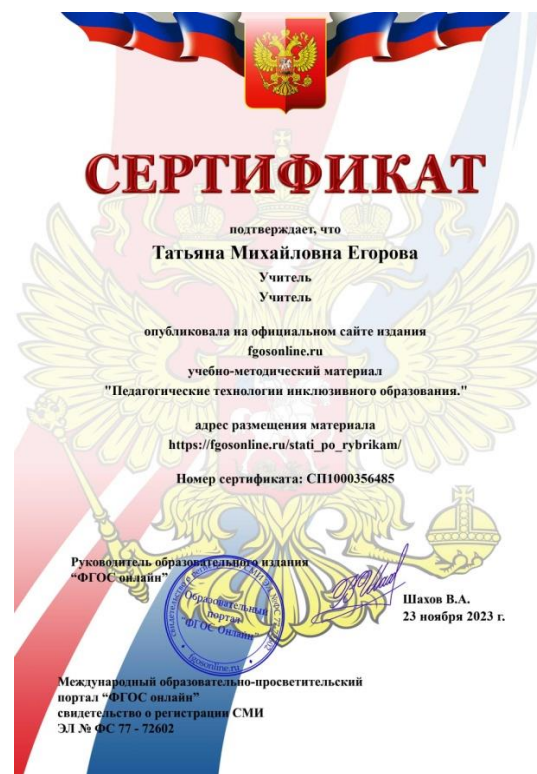 СЕРТИФИКАТ
подтверждает, что
Татьяна Михайловна Егорова
Учитель
Учитель
опубликовала на официальном сайте издания
fgosonline.ru
учебно-методический материал
"Педагогические технологии инклюзивного образования."
адрес размещения материала
https://fgosonline.ru/stati_po_rybrikam/
Номер сертификата: СП1000356485
Руководитель образовательного издания
“ФГОС онлайн”
Образовательный
портал
"ФГОС Онлайн"
fgosonline.ru
Шахов В.А.
23 ноября 2023 г.
Международный образовательно-просветительский
портал “ФГОС онлайн”
свидетельство о регистрации СМИ
ЭЛ № ФС 77 - 72602